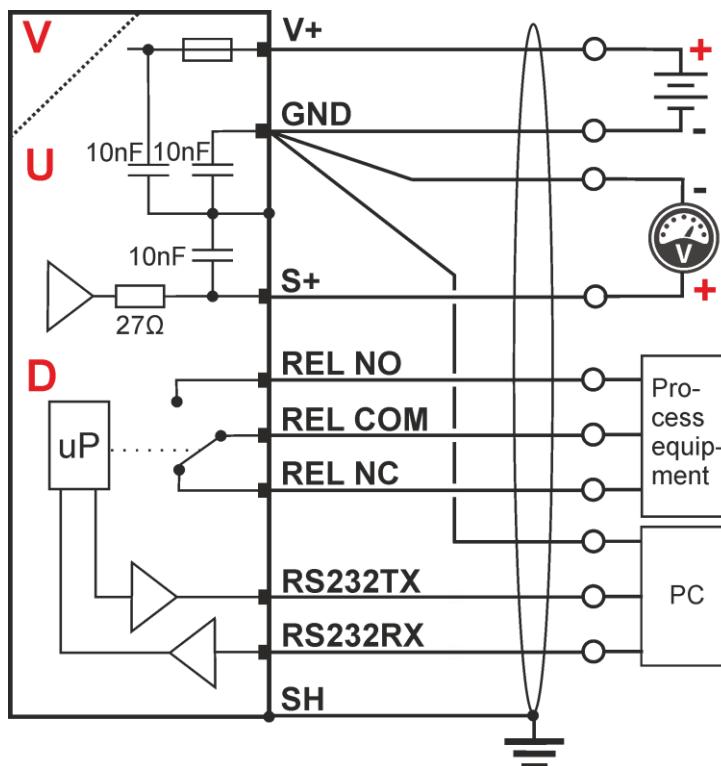 V
V+
+
GND
10nF 10nF
-
U
-
10nF
V
S+
+
27Ω
REL NO
D
Pro-
cess
equip-
ment
REL COM
uP
REL NC
RS232TX
PC
RS232RX
SH